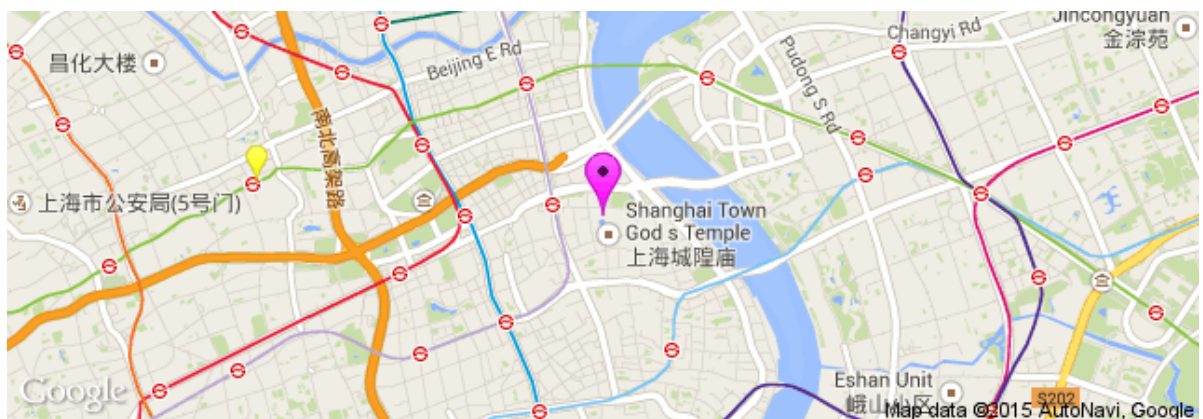 Jincongyuan
金淙苑
Changyi Rd
昌化大楼
Beijing E Rd
Pudong S Rd
南北高架路
上海市公安局(5号门)
Shanghai Town
God s Temple
上海城隍庙
Eshan Unit
峨山小区
S202
Google
Map data ©2015 AutoNavi, Google